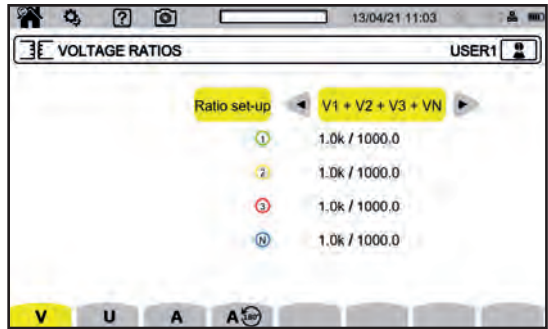 ? 13/04/21 11:03
VOLTAGE RATIOS USER1
Ratio set-up V1 + V2 + V3 + VN
1 1.0k / 1000.0
2 1.0k / 1000.0
3 1.0k / 1000.0
N 1.0k / 1000.0
V U A A 180°